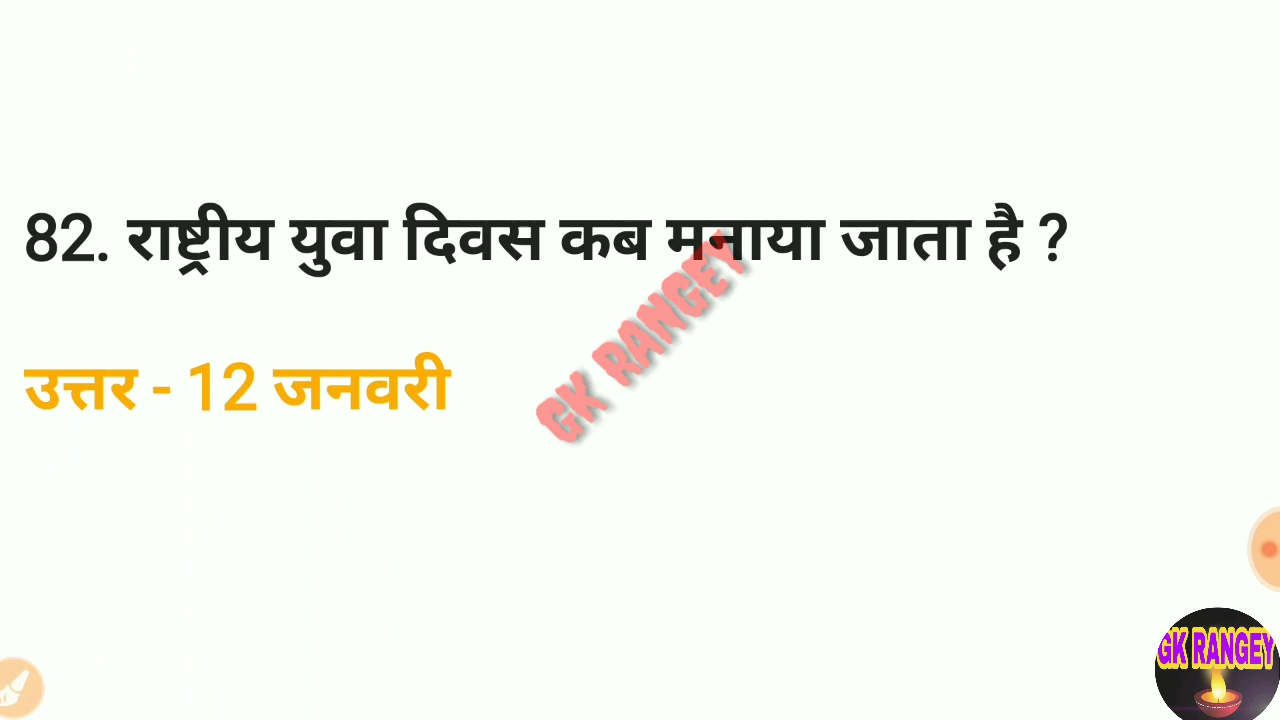 82. राष्ट्रीय युवा दिवस कब मनाया जाता है ?
GK RANGEY
उत्तर - 12 जनवरी
GK RANGEY